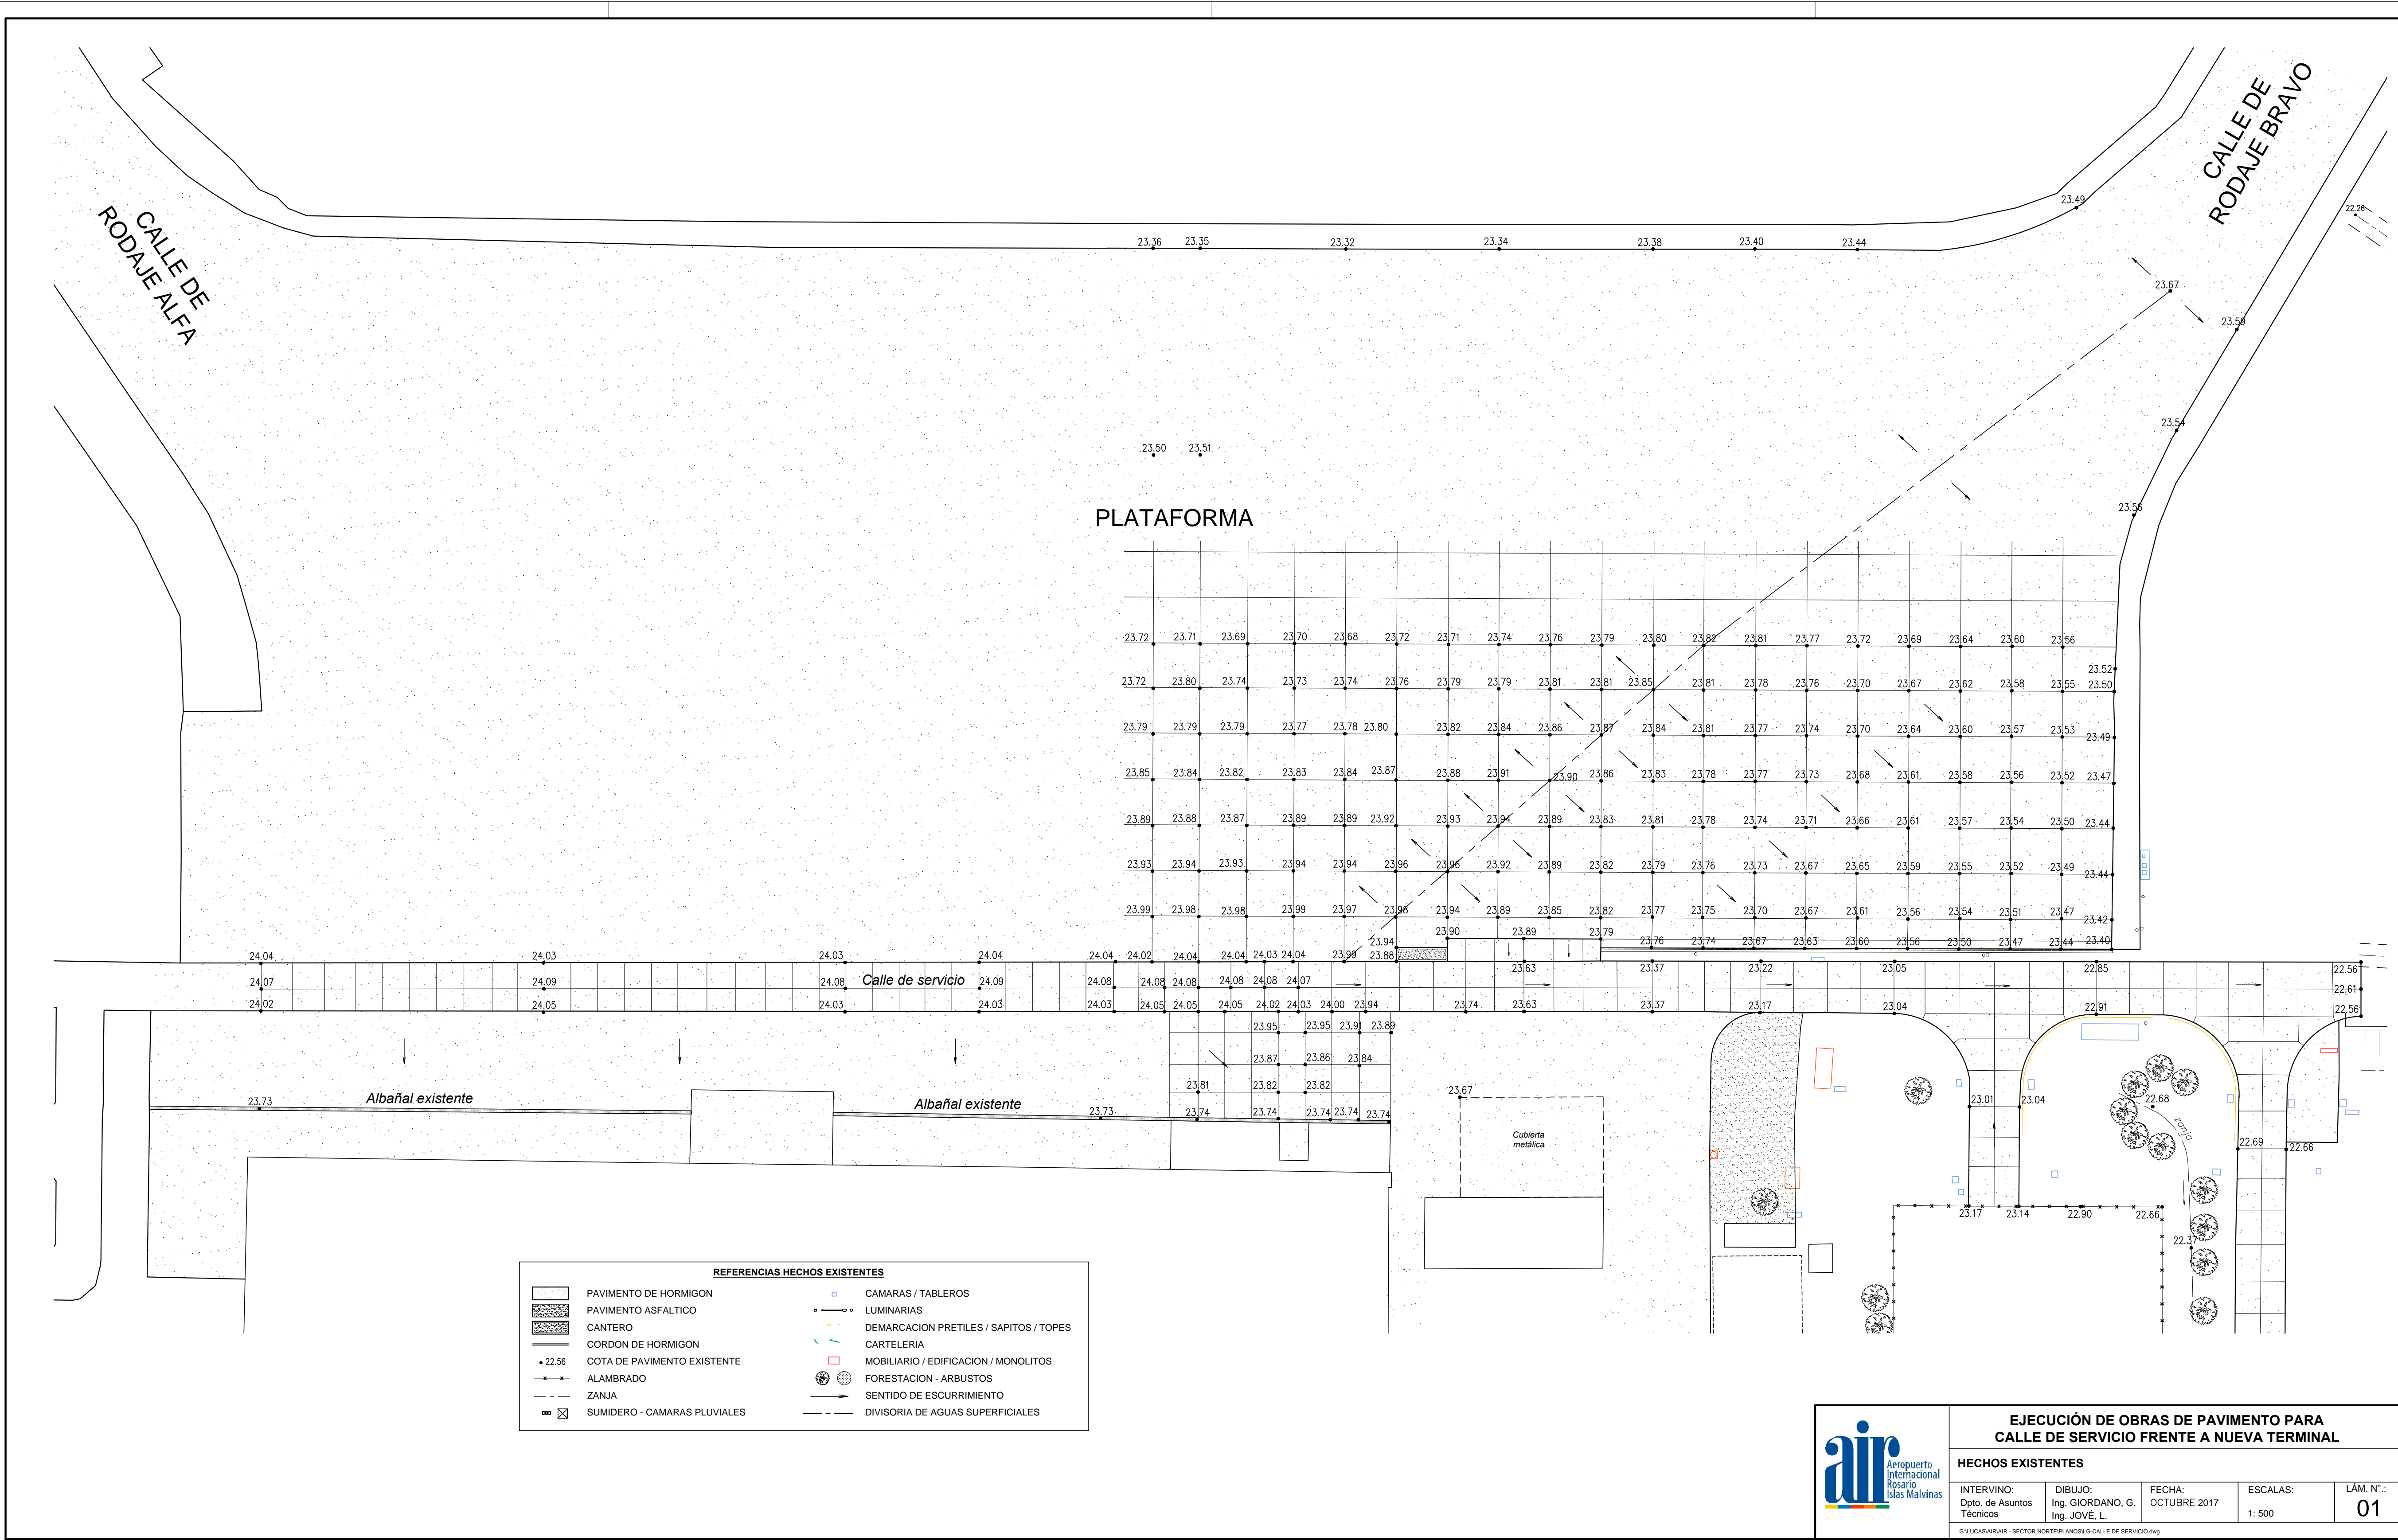 CALLE DE
RODAJE ALFA
CALLE DE
RODAJE BRAVO
23.49
22.26
23.36 23.35 23.32 23.34 23.38 23.40 23.44
23.67
23.59
23.54
23.50 23.51
23.56
PLATAFORMA
23.72 23.71 23.69 23.70 23.68 23.72 23.71 23.74 23.76 23.79 23.80 23.82 23.81 23.77 23.72 23.69 23.64 23.60 23.56
23.52
23.72 23.80 23.74 23.73 23.74 23.76 23.79 23.79 23.81 23.81 23.85 23.81 23.78 23.76 23.70 23.67 23.62 23.58 23.55 23.50
23.79 23.79 23.79 23.77 23.78 23.80 23.82 23.84 23.86 23.87 23.84 23.81 23.77 23.74 23.70 23.64 23.60 23.57 23.53 23.49
23.85 23.84 23.82 23.83 23.84 23.87 23.88 23.91 23.90 23.86 23.83 23.78 23.77 23.73 23.68 23.61 23.58 23.56 23.52 23.47
23.89 23.88 23.87 23.89 23.89 23.92 23.93 23.94 23.89 23.83 23.81 23.78 23.74 23.71 23.66 23.61 23.57 23.54 23.50 23.44
23.93 23.94 23.93 23.94 23.94 23.96 23.96 23.92 23.89 23.82 23.79 23.76 23.73 23.67 23.65 23.59 23.55 23.52 23.49 23.44
23.99 23.98 23.98 23.99 23.97 23.98 23.94 23.89 23.85 23.82 23.77 23.75 23.70 23.67 23.61 23.56 23.54 23.51 23.47 23.42
23.90 23.89 23.79
23.94 23.76 23.74 23.67 23.63 23.60 23.56 23.50 23.47 23.44 23.40
24.04 24.03 24.03 24.04 24.04 24.02 24.04 24.04 24.03 24.04 23.99 23.88
23.63 23.37 23.22 23.05 22.85 22.56
24.07 24.09 24.08 Calle de servicio 24.09 24.08 24.08 24.08 24.08 24.08 24.07
22.61
24.02 24.05 24.03 24.03 24.03 24.05 24.05 24.05 24.02 24.03 24.00 23.94 23.74 23.63 23.37 23.17 23.04 22.91 22.56
23.95 23.95 23.91 23.89
23.87 23.86 23.84
23.81 23.82 23.82
23.73 Albañal existente Albañal existente 23.73 23.74 23.74 23.74 23.74 23.74
23.67
Cubierta
metálica
23.01 23.04 22.68
zanja
22.69 22.66
23.17 23.14 22.90 22.66
22.37
REFERENCIAS HECHOS EXISTENTES
PAVIMENTO DE HORMIGON
PAVIMENTO ASFALTICO
CANTERO
CORDON DE HORMIGON
22.56 COTA DE PAVIMENTO EXISTENTE
ALAMBRADO
ZANJA
SUMIDERO - CAMARAS PLUVIALES
CAMARAS / TABLEROS
LUMINARIAS
DEMARCACION PRETILES / SAPITOS / TOPES
CARTELERIA
MOBILIARIO / EDIFICACION / MONOLITOS
FORESTACION - ARBUSTOS
SENTIDO DE ESCURRIMIENTO
DIVISORIA DE AGUAS SUPERFICIALES
air
Aeropuerto
Internacional
Rosario
Islas Malvinas
EJECUCIÓN DE OBRAS DE PAVIMENTO PARA
CALLE DE SERVICIO FRENTE A NUEVA TERMINAL
HECHOS EXISTENTES
INTERVINO:
Dpto. de Asuntos
Técnicos
DIBUJO:
Ing. GIORDANO, G.
Ing. JOVÉ, L.
FECHA:
OCTUBRE 2017
ESCALAS:
1: 500
LÁM. N°.:
01
G:\LUCAS\AIR\AIR - SECTOR NORTE\PLANOS\LG-CALLE DE SERVICIO.dwg